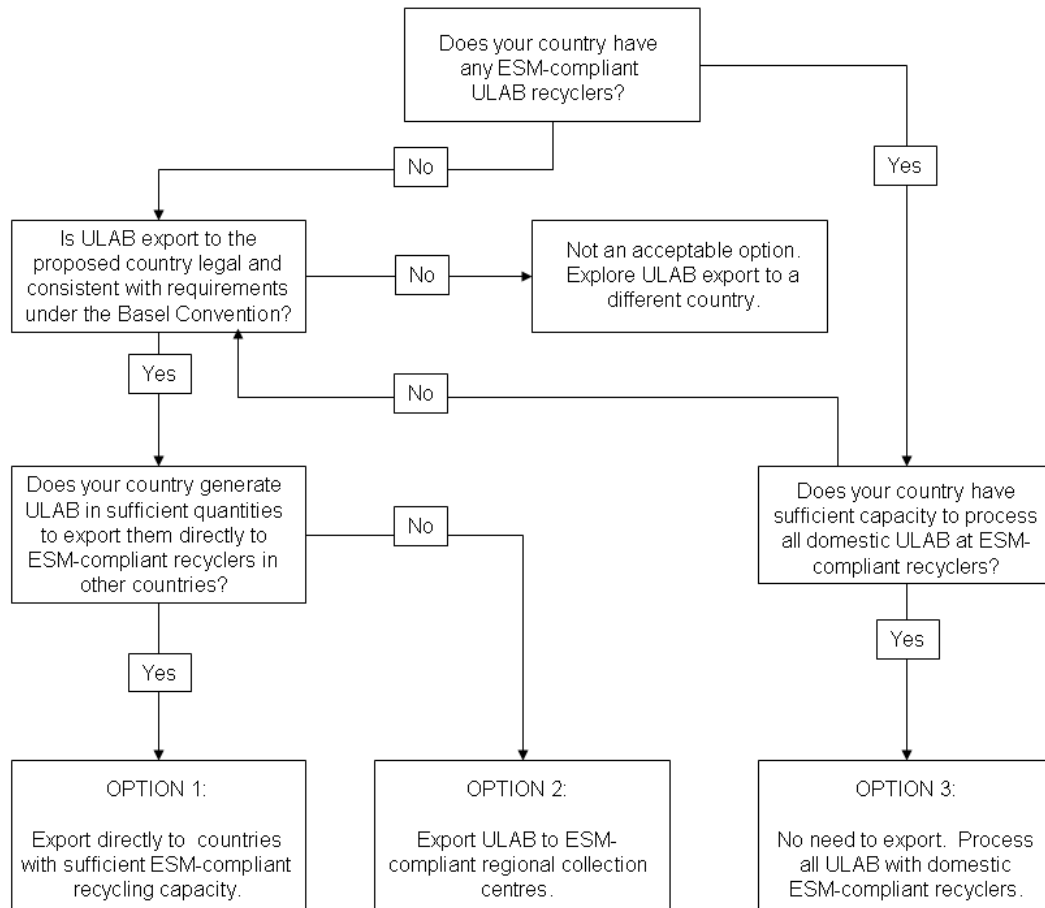 Does your country have
any ESM-compliant
ULAB recyclers?
No
Yes
Is ULAB export to the
proposed country legal and
consistent with requirements
under the Basel Convention?
No
Not an acceptable option.
Explore ULAB export to a
different country.
Yes
No
Does your country generate
ULAB in sufficient quantities
to export them directly to
ESM-compliant recyclers in
other countries?
No
Does your country have
sufficient capacity to process
all domestic ULAB at ESM-
compliant recyclers?
Yes
Yes
OPTION 1:
Export directly to countries
with sufficient ESM-compliant
recycling capacity.
OPTION 2:
Export ULAB to ESM-
compliant regional collection
centres.
OPTION 3:
No need to export. Process
all ULAB with domestic
ESM-compliant recyclers.